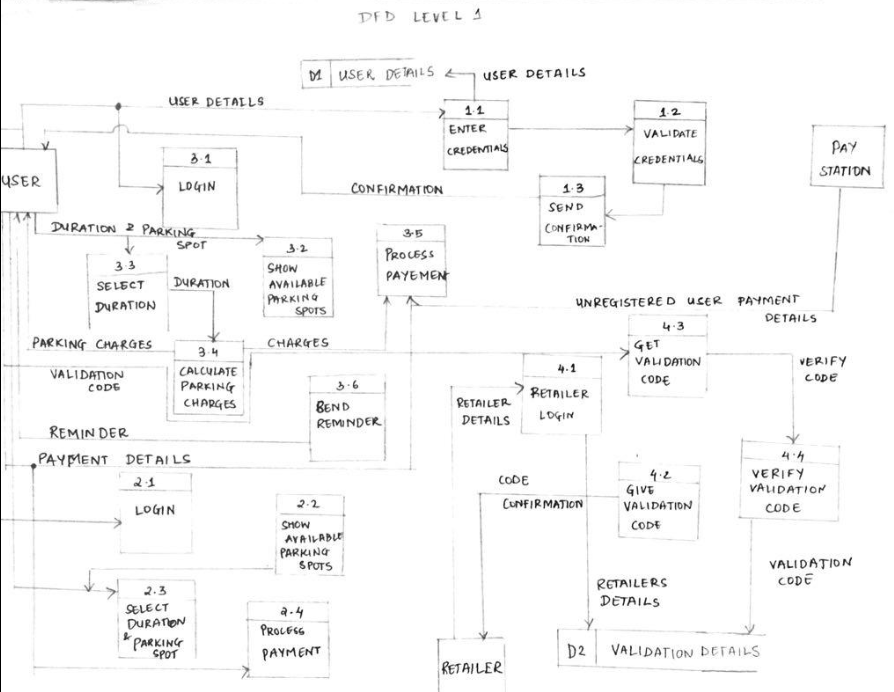 DFD LEVEL 1
D1 USER DETAILS
USER DETAILS
USER DETAILS
1.1
ENTER
CREDENTIALS
1.2
VALIDATE
CREDENTIALS
PAY
STATION
USER
3.1
LOGIN
CONFIRMATION
1.3
SEND
CONFIRMA-
TION
DURATION & PARKING
SPOT
3.2
SHOW
AVAILABLE
PARKING
SPOTS
3.5
PROCESS
PAYEMENT
3.3
SELECT
DURATION
DURATION
UNREGISTERED USER PAYMENT
DETAILS
PARKING CHARGES
CHARGES
3.4
CALCULATE
PARKING
CHARGES
VALIDATION
CODE
4.3
GET
VALIDATION
CODE
VERIFY
CODE
3.6
SEND
REMINDER
RETAILER
DETAILS
4.1
RETAILER
LOGIN
REMINDER
PAYMENT DETAILS
4.4
VERIFY
VALIDATION
CODE
2.1
LOGIN
2.2
SHOW
AVAILABLE
PARKING
SPOTS
CODE
CONFIRMATION
4.2
GIVE
VALIDATION
CODE
VALIDATION
CODE
2.3
SELECT
DURATION
& PARKING
SPOT
2.4
PROCESS
PAYMENT
RETAILERS
DETAILS
RETAILER
D2 VALIDATION DETAILS